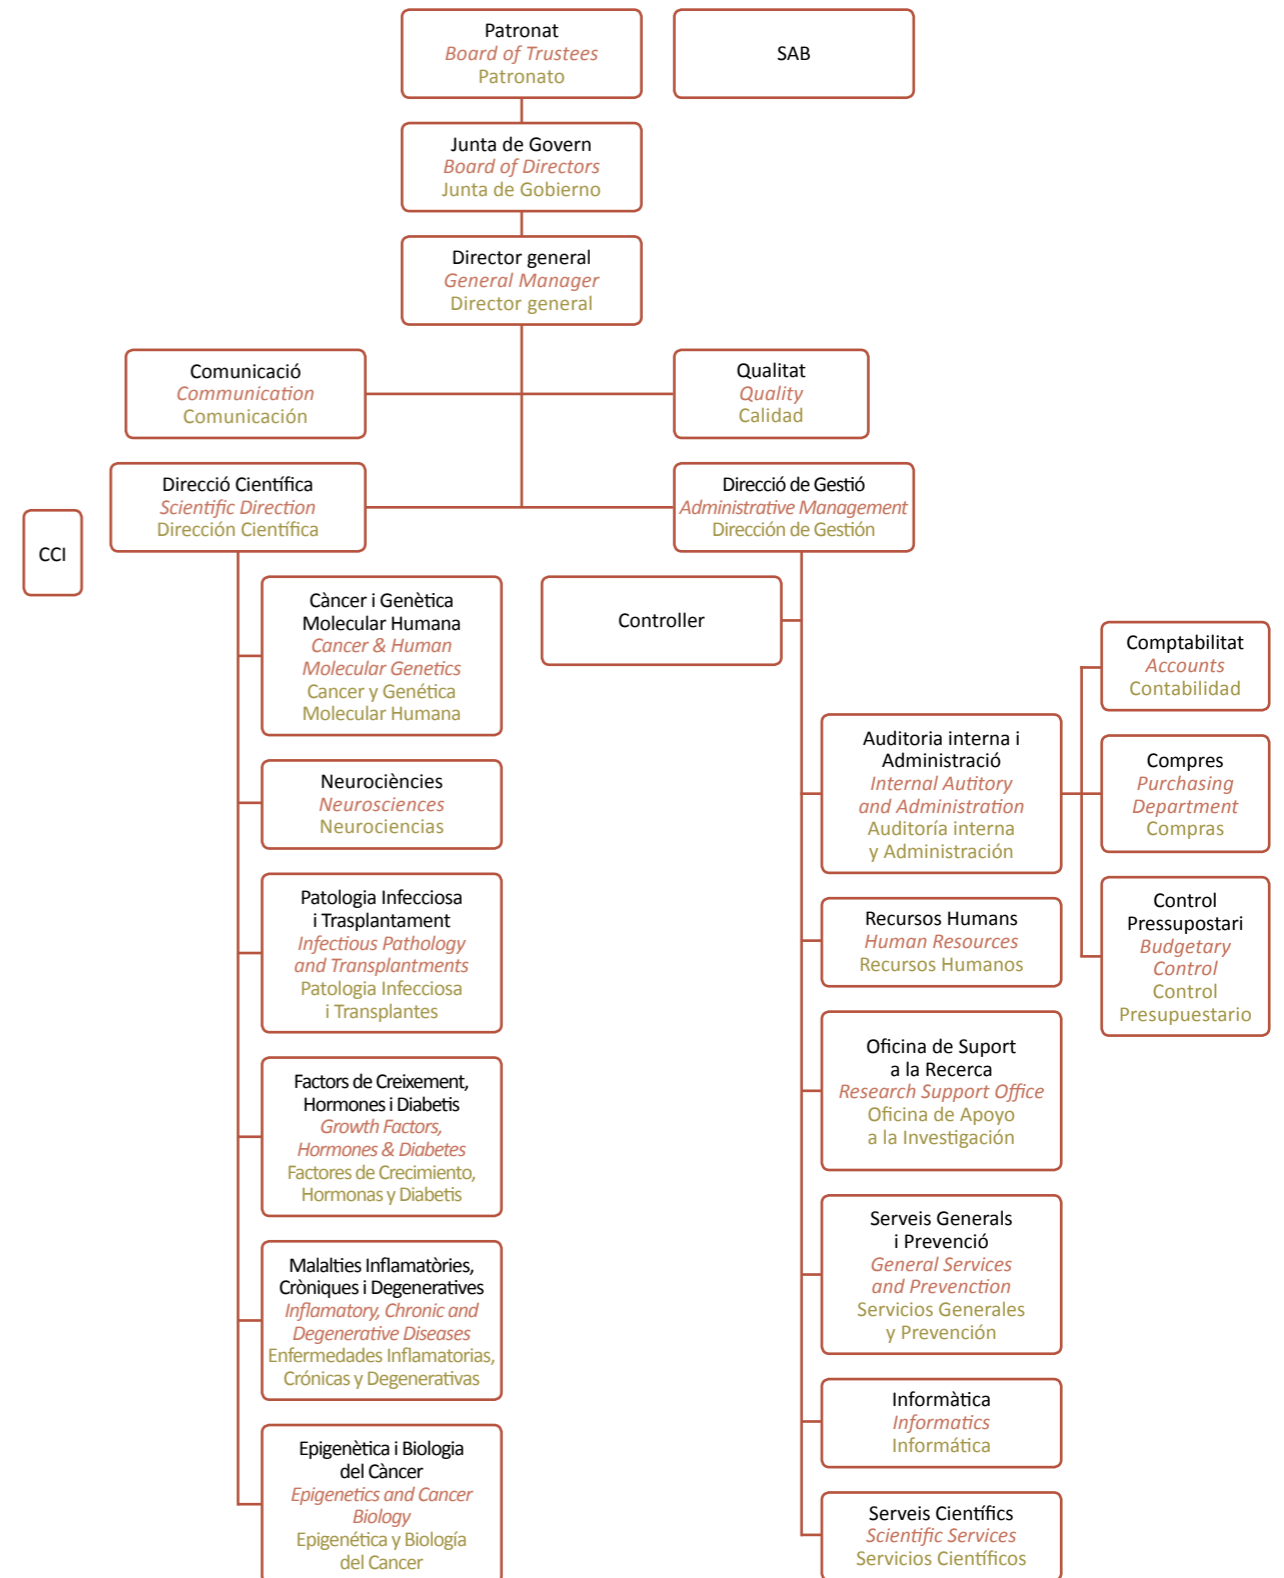 Patronat
Board of Trustees
Patronato
SAB
Junta de Govern
Board of Directors
Junta de Gobierno
Director general
General Manager
Director general
Comunicació
Communication
Comunicación
Qualitat
Quality
Calidad
Direcció Científica
Scientific Direction
Dirección Científica
Direcció de Gestió
Administrative Management
Dirección de Gestión
CCI
Càncer i Genètica
Molecular Humana
Cancer & Human
Molecular Genetics
Cancer y Genética
Molecular Humana
Neurociències
Neurosciences
Neurociencias
Patologia Infecciosa
i Trasplantament
Infectious Pathology
and Transplantments
Patologia Infecciosa
i Transplantes
Factors de Creixement,
Hormones i Diabetis
Growth Factors,
Hormones & Diabetes
Factores de Crecimiento,
Hormonas y Diabetis
Malalties Inflamatòries,
Cròniques i Degeneratives
Inflamatory, Chronic and
Degenerative Diseases
Enfermedades Inflamatorias,
Crónicas y Degenerativas
Epigenètica i Biologia
del Càncer
Epigenetics and Cancer
Biology
Epigenética y Biología
del Cancer
Controller
Auditoria interna i
Administració
Internal Autitory
and Administration
Auditoría interna
y Administración
Comptabilitat
Accounts
Contabilidad
Compres
Purchasing
Department
Compras
Control
Pressupostari
Budgetary
Control
Control
Presupuestario
Recursos Humans
Human Resources
Recursos Humanos
Oficina de Suport
a la Recerca
Research Support Office
Oficina de Apoyo
a la Investigación
Serveis Generals
i Prevenció
General Services
and Prevenction
Servicios Generales
y Prevención
Informàtica
Informatics
Informática
Serveis Científics
Scientific Services
Servicios Científicos